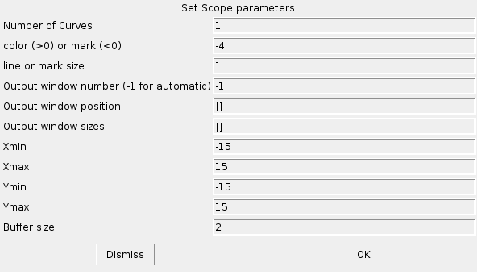 Set Scope parameters
Number of Curves 1
color (>0) or mark (<0) -4
line or mark size 1
Output window number (-1 for automatic) -1
Output window position []
Output window sizes []
Xmin -15
Xmax 15
Ymin -15
Ymax 15
Buffer size 2
Dismiss OK